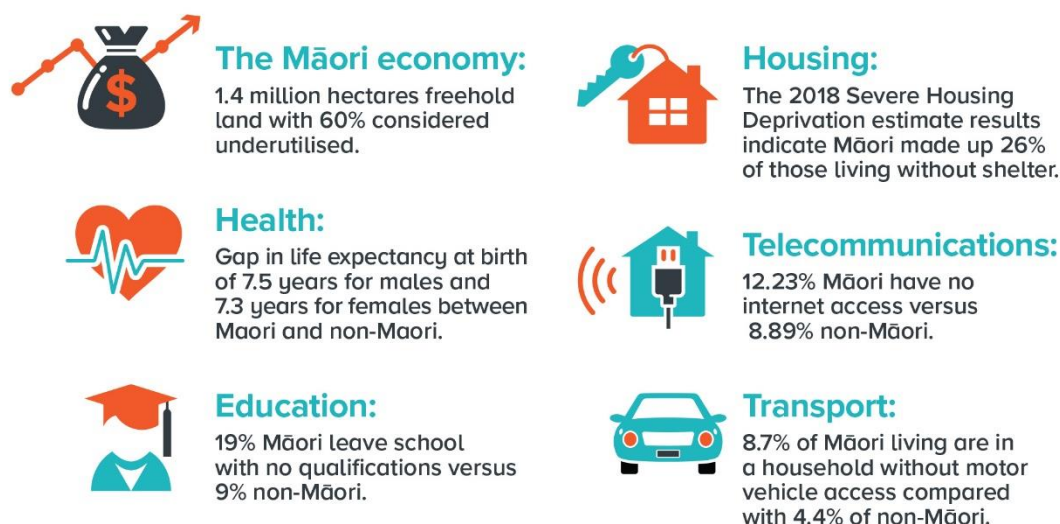 $
The Māori economy:
1.4 million hectares freehold
land with 60% considered
underutilised.
Health:
Gap in life expectancy at birth
of 7.5 years for males and
7.3 years for females between
Maori and non-Maori.
Education:
19% Māori leave school
with no qualifications versus
9% non-Māori.
Housing:
The 2018 Severe Housing
Deprivation estimate results
indicate Māori made up 26%
of those living without shelter.
Telecommunications:
12.23% Māori have no
internet access versus
8.89% non-Māori.
Transport:
8.7% of Māori living are in
a household without motor
vehicle access compared
with 4.4% of non-Māori.